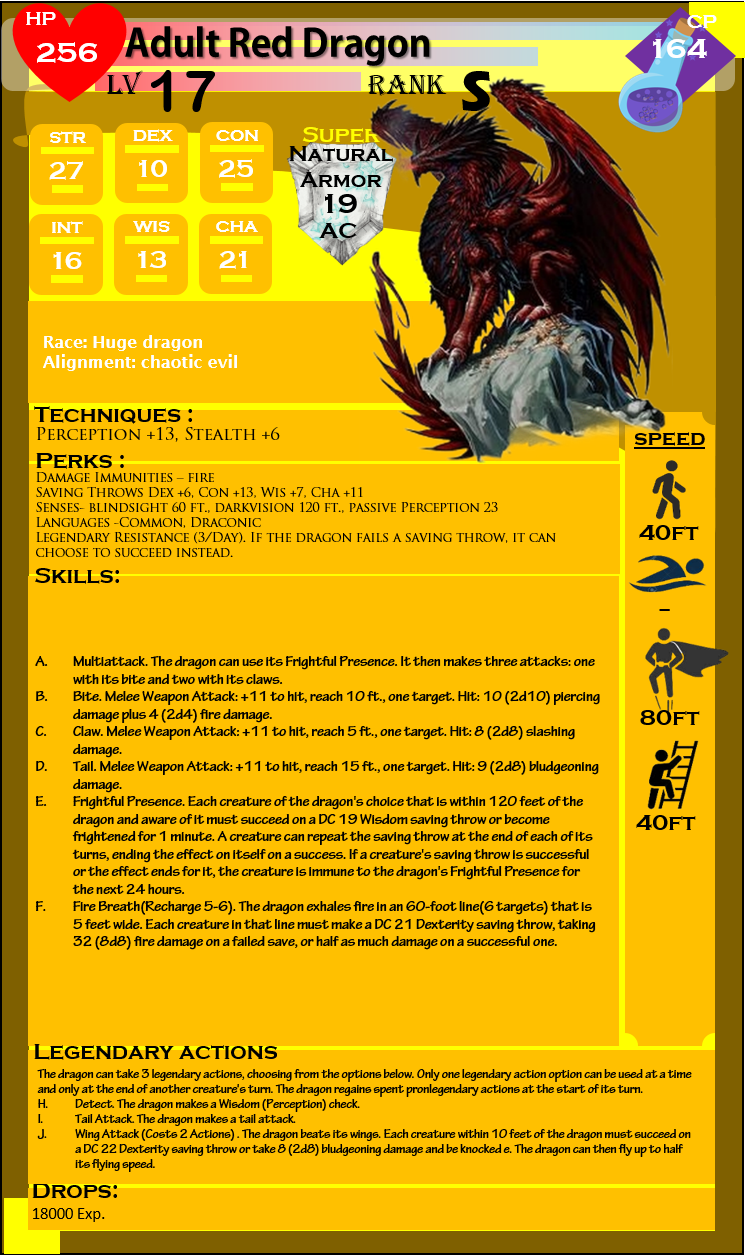 HP
256
Adult Red Dragon
CP
164
LV 17
RANK S
STR
27
DEX
10
CON
25
INT
16
WIS
13
CHA
21
SUPER
NATURAL
ARMOR
19
AC
Race: Huge dragon
Alignment: chaotic evil
TECHNIQUES :
PERCEPTION +13, STEALTH +6
PERKS :
DAMAGE IMMUNITIES – FIRE
SAVING THROWS DEX +6, CON +13, WIS +7, CHA +11
SENSES- BLINDSIGHT 60 FT., DARKVISION 120 FT., PASSIVE PERCEPTION 23
LANGUAGES -COMMON, DRACONIC
LEGENDARY RESISTANCE (3/DAY). IF THE DRAGON FAILS A SAVING THROW, IT CAN
CHOOSE TO SUCCEED INSTEAD.
SKILLS:
A. Multiattack. The dragon can use its Frightful Presence. It then makes three attacks: one
with its bite and two with its claws.
B. Bite. Melee Weapon Attack: +11 to hit, reach 10 ft., one target. Hit: 10 (2d10) piercing
damage plus 4 (2d4) fire damage.
C. Claw. Melee Weapon Attack: +11 to hit, reach 5 ft., one target. Hit: 8 (2d8) slashing
damage.
D. Tail. Melee Weapon Attack: +11 to hit, reach 15 ft., one target. Hit: 9 (2d8) bludgeoning
damage.
E. Frightful Presence. Each creature of the dragon's choice that is within 120 feet of the
dragon and aware of it must succeed on a DC 19 Wisdom saving throw or become
frightened for 1 minute. A creature can repeat the saving throw at the end of each of its
turns, ending the effect on itself on a success. If a creature's saving throw is successful
or the effect ends for it, the creature is immune to the dragon's Frightful Presence for
the next 24 hours.
F. Fire Breath(Recharge 5-6). The dragon exhales fire in an 60-foot line(6 targets) that is
5 feet wide. Each creature in that line must make a DC 21 Dexterity saving throw, taking
32 (8d8) fire damage on a failed save, or half as much damage on a successful one.
SPEED
40FT
–
80FT
40FT
LEGENDARY ACTIONS
The dragon can take 3 legendary actions, choosing from the options below. Only one legendary action option can be used at a time
and only at the end of another creature's turn. The dragon regains spent pronlegendary actions at the start of its turn.
H. Detect. The dragon makes a Wisdom (Perception) check.
I. Tail Attack. The dragon makes a tail attack.
J. Wing Attack (Costs 2 Actions) . The dragon beats its wings. Each creature within 10 feet of the dragon must succeed on
a DC 22 Dexterity saving throw or take 8 (2d8) bludgeoning damage and be knocked e. The dragon can then fly up to half
its flying speed.
DROPS:
18000 Exp.